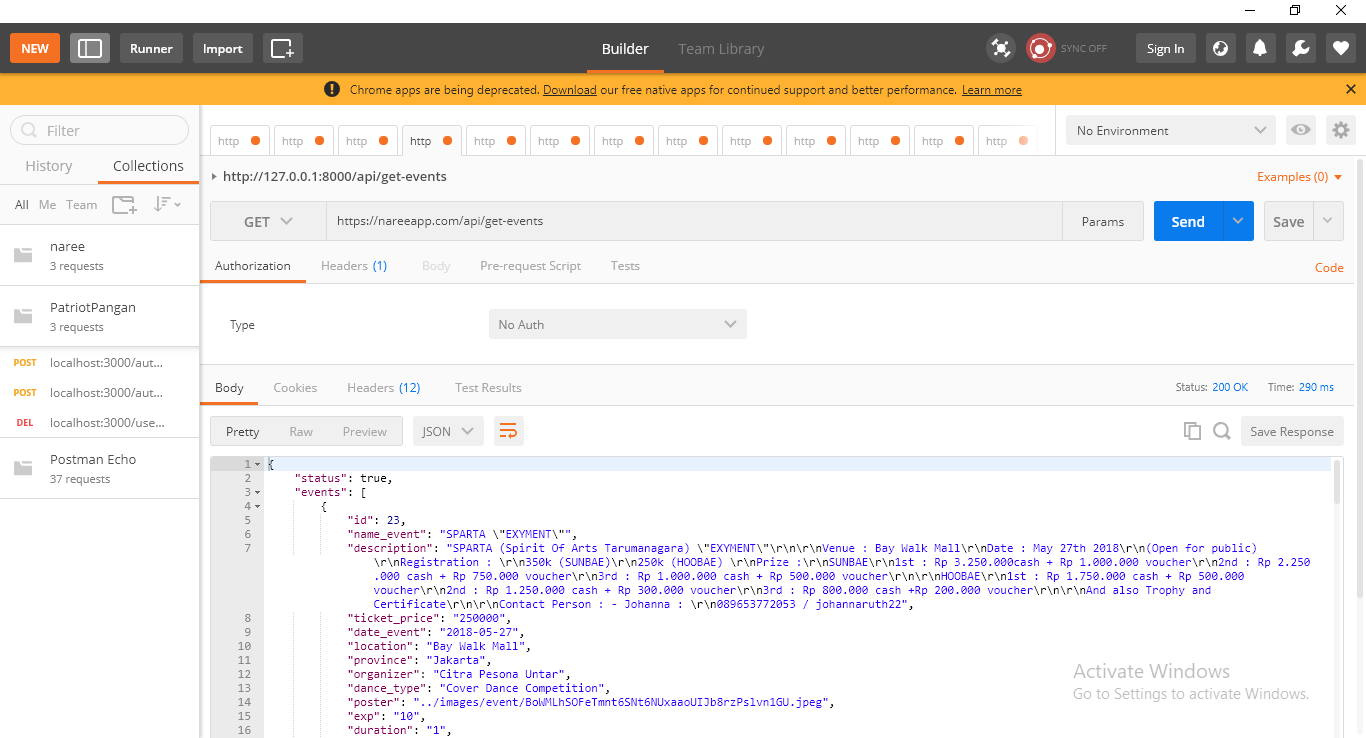 NEW Runner Import Builder Team Library SYNC OFF Sign In
Chrome apps are being deprecated. Download our free native apps for continued support and better performance. Learn more
Filter
History Collections
All Me Team
naree
3 requests
PatriotPangan
3 requests
POST localhost:3000/aut...
POST localhost:3000/aut...
DEL localhost:3000/use...
Postman Echo
37 requests
http http http http http http http http http http http http http
No Environment
http://127.0.0.1:8000/api/get-events Examples (0)
GET https://nareeapp.com/api/get-events Params Send Save
Authorization Headers (1) Body Pre-request Script Tests Code
Type No Auth
Body Cookies Headers (12) Test Results Status: 200 OK Time: 290 ms
Pretty Raw Preview JSON Save Response
1 {
2 "status": true,
3 "events": [
4 {
5 "id": 23,
6 "name_event": "SPARTA \"EXYMENT\"",
7 "description": "SPARTA (Spirit Of Arts Tarumanagara) \"EXYMENT\"\r\n\r\nVenue : Bay Walk Mall\r\nDate : May 27th 2018\r\n(Open for public)
\r\nRegistration : \r\n350k (SUNBAE)\r\n250k (HOOBAE) \r\nPrize :\r\nSUNBAE\r\n1st : Rp 3.250.000cash + Rp 1.000.000 voucher\r\n2nd : Rp 2.250
.000 cash + Rp 750.000 voucher\r\n3rd : Rp 1.000.000 cash + Rp 500.000 voucher\r\n\r\nHOOBAE\r\n1st : Rp 1.750.000 cash + Rp 500.000
voucher\r\n2nd : Rp 1.250.000 cash + Rp 300.000 voucher\r\n3rd : Rp 800.000 cash +Rp 200.000 voucher\r\n\r\nAnd also Trophy and
Certificate\r\n\r\nContact Person : - Johanna : \r\n089653772053 / johannaruth22",
8 "ticket_price": "250000",
9 "date_event": "2018-05-27",
10 "location": "Bay Walk Mall",
11 "province": "Jakarta",
12 "organizer": "Citra Pesona Untar",
13 "dance_type": "Cover Dance Competition",
14 "poster": "../images/event/BoWMLhSOFeTmnt6SNt6NUxaaoUIJb8rzPslvn1GU.jpeg",
15 "exp": "10",
16 "duration": "1",
Activate Windows
Go to Settings to activate Windows.